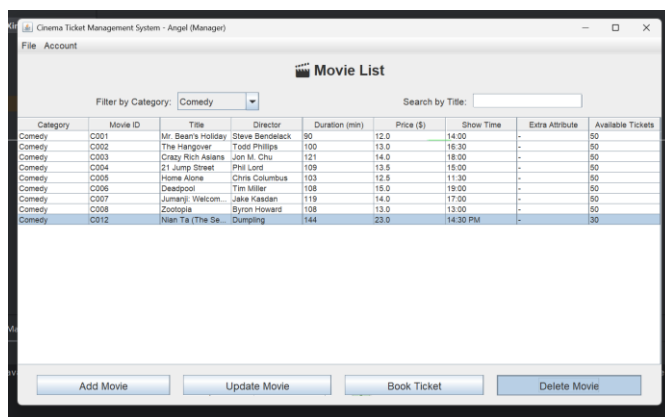 Cinema Ticket Management System - Angel (Manager)
File Account
Movie List
Filter by Category: Comedy Search by Title:
Category Movie ID Title Director Duration (min) Price ($) Show Time Extra Attribute Available Tickets
Comedy C001 Mr. Bean's Holiday Steve Bendelack 90 12.0 14:00 - 50
Comedy C002 The Hangover Todd Phillips 100 13.0 16:30 - 50
Comedy C003 Crazy Rich Asians Jon M. Chu 121 14.0 18:00 - 50
Comedy C004 21 Jump Street Phil Lord 109 13.5 15:00 - 50
Comedy C005 Home Alone Chris Columbus 103 12.5 11:30 - 50
Comedy C006 Deadpool Tim Miller 108 15.0 19:00 - 50
Comedy C007 Jumanji: Welcom... Jake Kasdan 119 14.0 17:00 - 50
Comedy C008 Zootopia Byron Howard 108 13.0 13:00 - 50
Comedy C012 Nian Ta (The Se... Dumpling 144 23.0 14:30 PM - 30
Add Movie Update Movie Book Ticket Delete Movie